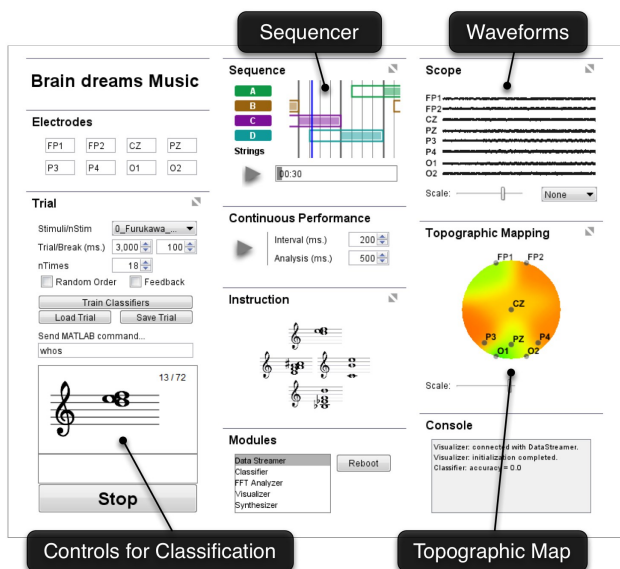 Sequencer
Waveforms
Brain dreams Music
Electrodes
FP1 FP2 CZ PZ
P3 P4 O1 O2
Trial
Stimuli/nStim 0_Furukawa_...
Trial/Break (ms.) 3,000 100
nTimes 18
Random Order Feedback
Train Classifiers
Load Trial Save Trial
Send MATLAB command...
whos
13 / 72
Stop
Controls for Classification
Sequence
A
B
C
D
Strings
00:30
Continuous Performance
Interval (ms.) 200
Analysis (ms.) 500
Instruction
Modules
Data Streamer
Classifier
FFT Analyzer
Visualizer
Synthesizer
Reboot
Scope
FP1
FP2
CZ
PZ
P3
P4
O1
O2
Scale: None
Topographic Mapping
FP1 FP2
CZ
P3 PZ P4
O1 O2
Scale:
Console
Visualizer: connected with DataStreamer.
Visualizer: initialization completed.
Classifier: accuracy = 0.0
Topographic Map